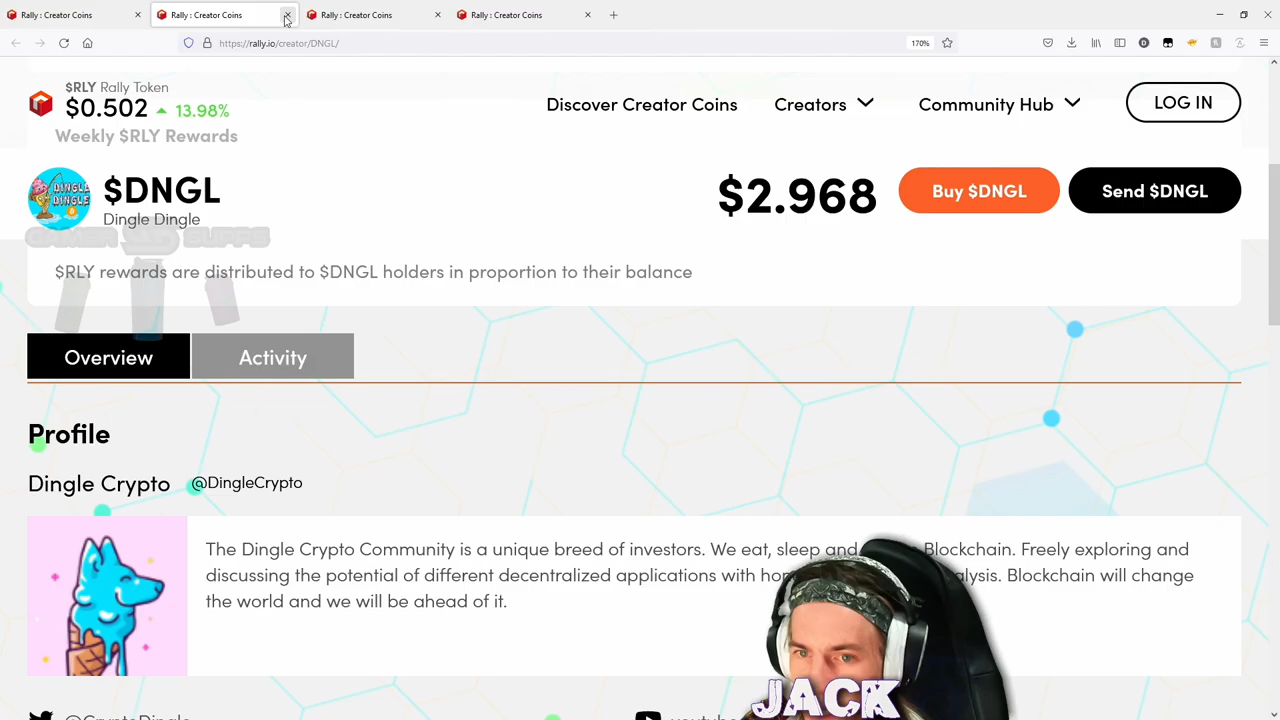 Rally : Creator Coins
Rally : Creator Coins
Rally : Creator Coins
Rally : Creator Coins
https://rally.io/creator/DNGL/
170%
$RLY Rally Token
$0.502 13.98%
Discover Creator Coins
Creators
Community Hub
LOG IN
Weekly $RLY Rewards
DINGLE DINGLE
$DNGL
Dingle Dingle
$2.968
Buy $DNGL
Send $DNGL
GAMER SUPPS
$RLY rewards are distributed to $DNGL holders in proportion to their balance
Overview
Activity
Profile
Dingle Crypto @DingleCrypto
The Dingle Crypto Community is a unique breed of investors. We eat, sleep and Blockchain. Freely exploring and
discussing the potential of different decentralized applications with Blockchain will change
the world and we will be ahead of it.
JACK
@CryptoDingle